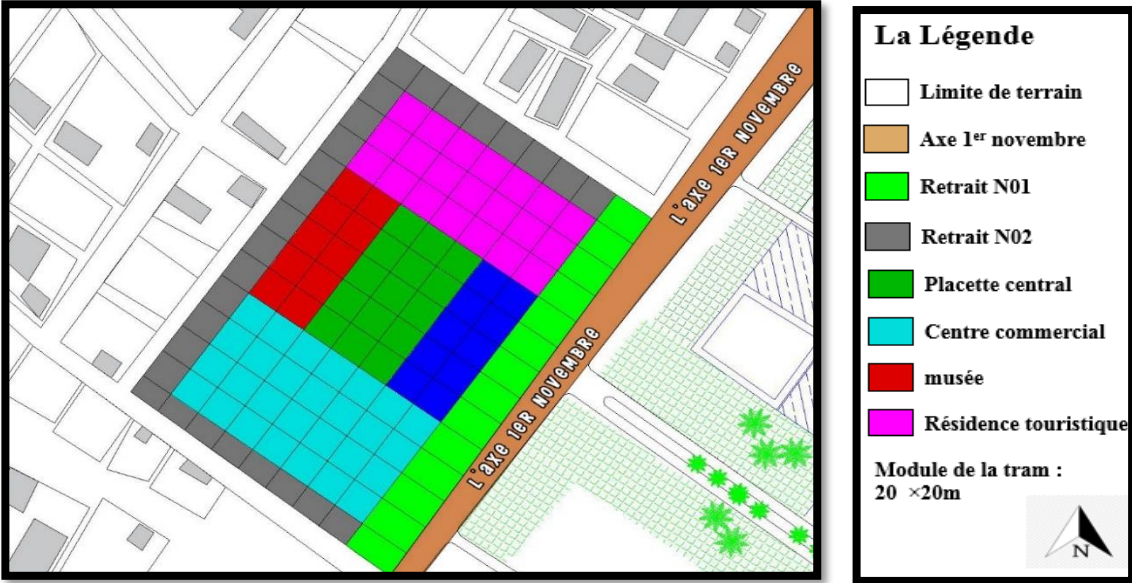 L'axe 1eR Novembre
L'axe 1eR Novembre
La Légende
Limite de terrain
Axe 1er novembre
Retrait N01
Retrait N02
Placette central
Centre commercial
musée
Résidence touristique
Module de la tram :
20 ×20m
N